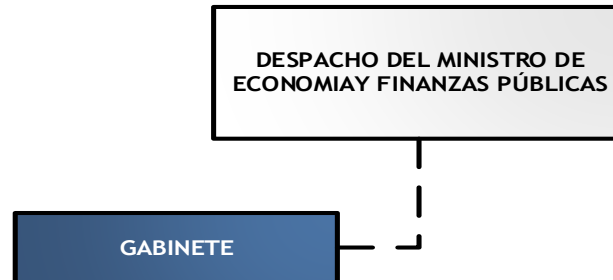 DESPACHO DEL MINISTRO DE
ECONOMIAY FINANZAS PÚBLICAS
GABINETE